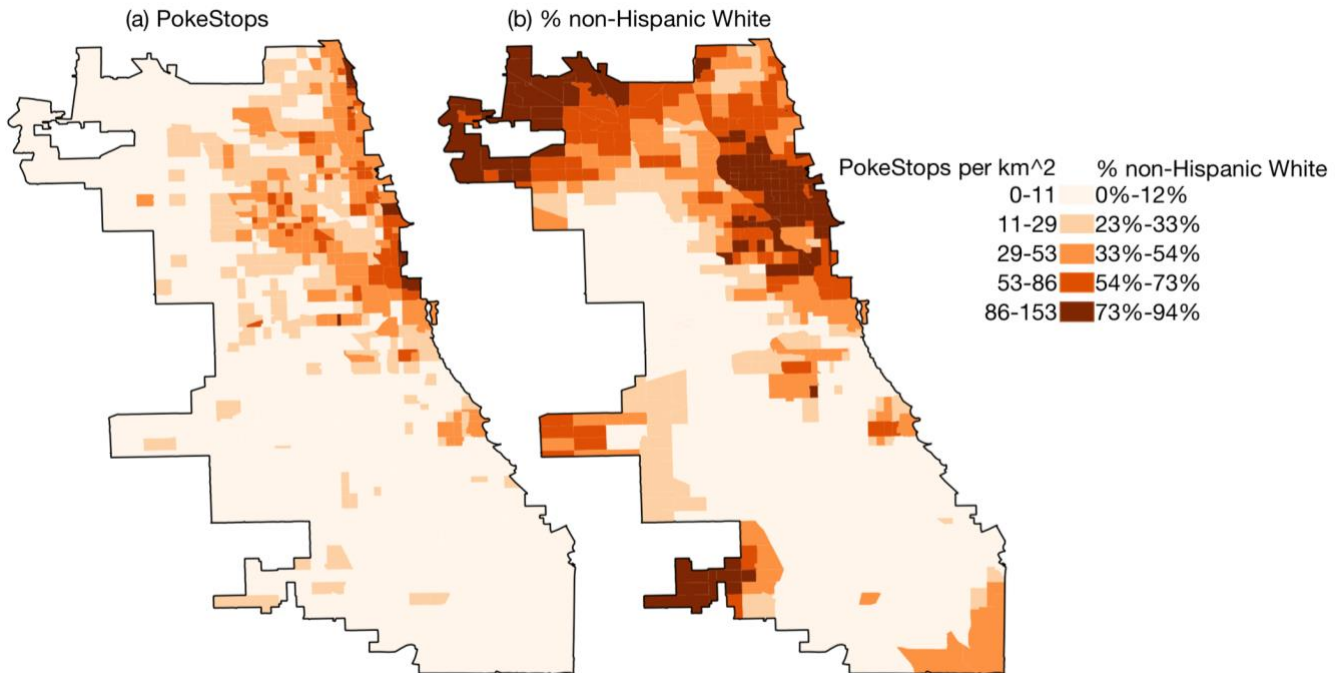 (a) PokeStops
(b) % non-Hispanic White
PokeStops per km^2 % non-Hispanic White
0-11 0%-12%
11-29 23%-33%
29-53 33%-54%
53-86 54%-73%
86-153 73%-94%